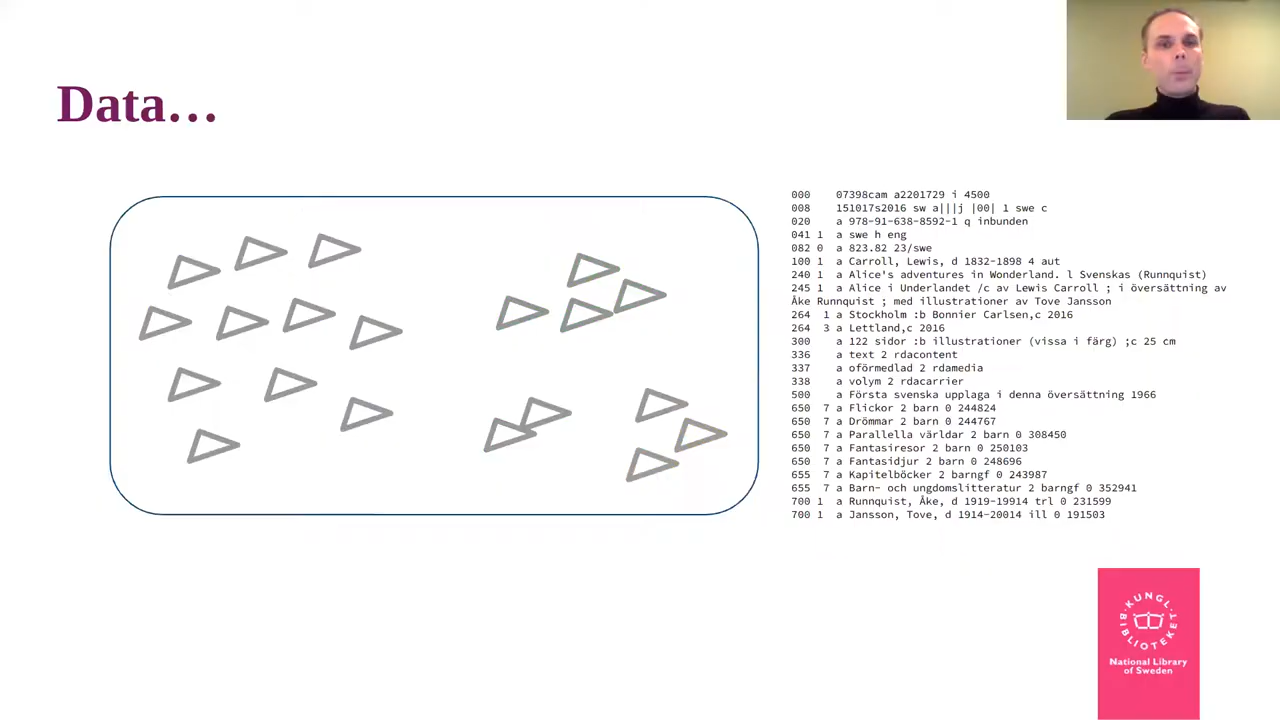 Data…
000 07398cam a2201729 i 4500
008 151017s2016 sw a|||j |00| 1 swe c
020 a 978-91-638-8592-1 q inbunden
041 1 a swe h eng
082 0 a 823.82 23/swe
100 1 a Carroll, Lewis, d 1832-1898 4 aut
240 1 a Alice's adventures in Wonderland. l Svenskas (Runnquist)
245 1 a Alice i Underlandet /c av Lewis Carroll ; i översättning av
Åke Runnquist ; med illustrationer av Tove Jansson
264 1 a Stockholm :b Bonnier Carlsen,c 2016
264 3 a Lettland,c 2016
300 a 122 sidor :b illustrationer (vissa i färg) ;c 25 cm
336 a text 2 rdacontent
337 a oförmedlad 2 rdamedia
338 a volym 2 rdacarrier
500 a Första svenska upplaga i denna översättning 1966
650 7 a Flickor 2 barn 0 244824
650 7 a Drömmar 2 barn 0 244767
650 7 a Parallella världar 2 barn 0 308450
650 7 a Fantasiresor 2 barn 0 250103
650 7 a Fantasidjur 2 barn 0 248696
655 7 a Kapitelböcker 2 barngf 0 243987
655 7 a Barn- och ungdomslitteratur 2 barngf 0 352941
700 1 a Runnquist, Åke, d 1919-19914 trl 0 231599
700 1 a Jansson, Tove, d 1914-20014 ill 0 191503
KUNGL.
BIBLIOTEKET
National Library
of Sweden